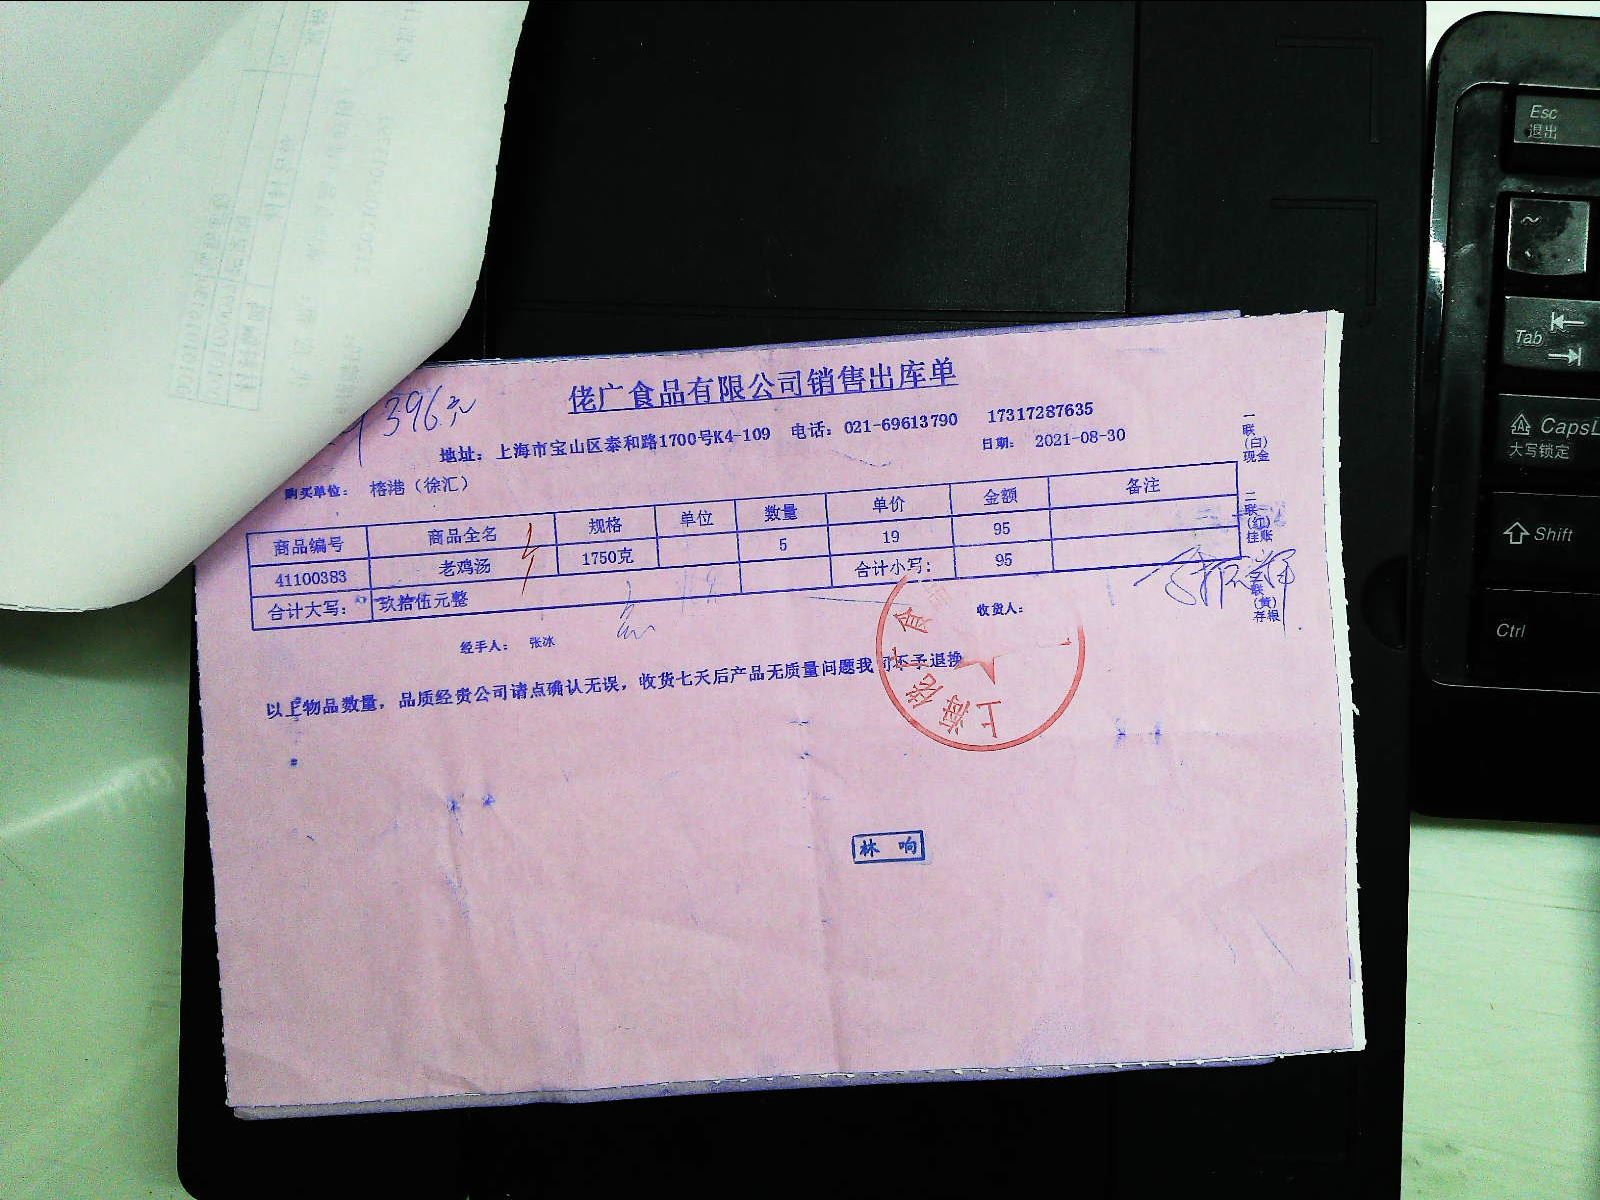 佬广食品有限公司销售出库单
396元
地址：上海市宝山区泰和路1700号K4-109 电话：021-69613790 17317287635
购买单位：榕港（徐汇） 日期：2021-08-30
商品编号 商品全名 规格 单位 数量 单价 金额 备注
41100383 老鸡汤 1750克 5 19 95
合计大写：玖拾伍元整 合计小写：95
经手人：张冰 收货人：
以上物品数量，品质经贵公司请点确认无误，收货七天后产品无质量问题我司不予退换
一联(白)现金
二联(红)挂账
三联(黄)存根
上海佬广食
林响
Esc
退出
~
Tab
CapsL
大写锁定
Shift
Ctrl